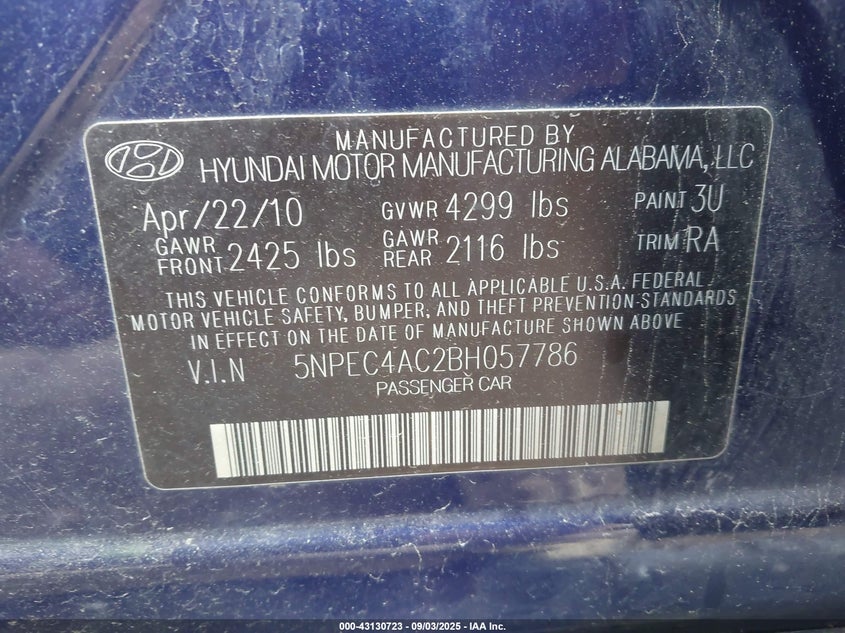 MANUFACTURED BY
HYUNDAI MOTOR MANUFACTURING ALABAMA, LLC
Apr/22/10 GVWR 4299 lbs PAINT 3U
GAWR FRONT 2425 lbs GAWR REAR 2116 lbs TRIM RA
THIS VEHICLE CONFORMS TO ALL APPLICABLE U.S.A. FEDERAL
MOTOR VEHICLE SAFETY, BUMPER, AND THEFT PREVENTION STANDARDS
IN EFFECT ON THE DATE OF MANUFACTURE SHOWN ABOVE
V.I.N 5NPEC4AC2BH057786
PASSENGER CAR
000-43130723 - 09/03/2025 - IAA Inc.